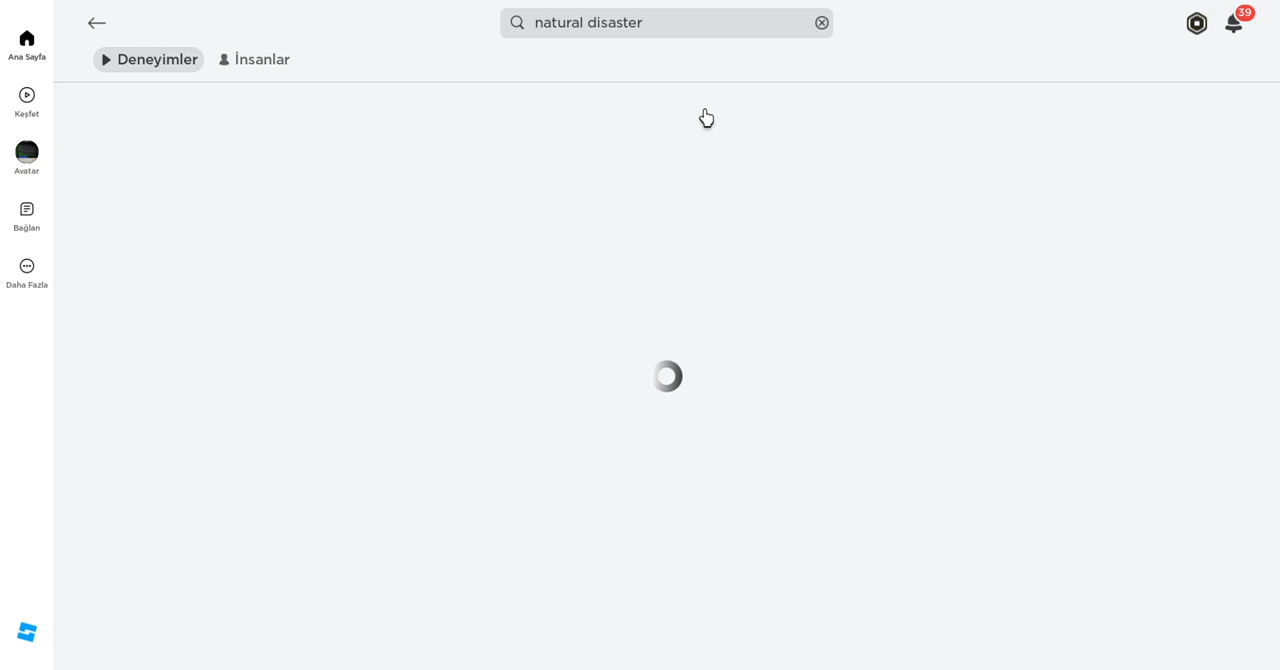 natural disaster
39
Deneyimler
İnsanlar
Ana Sayfa
Keşfet
Avatar
Bağlan
Daha Fazla